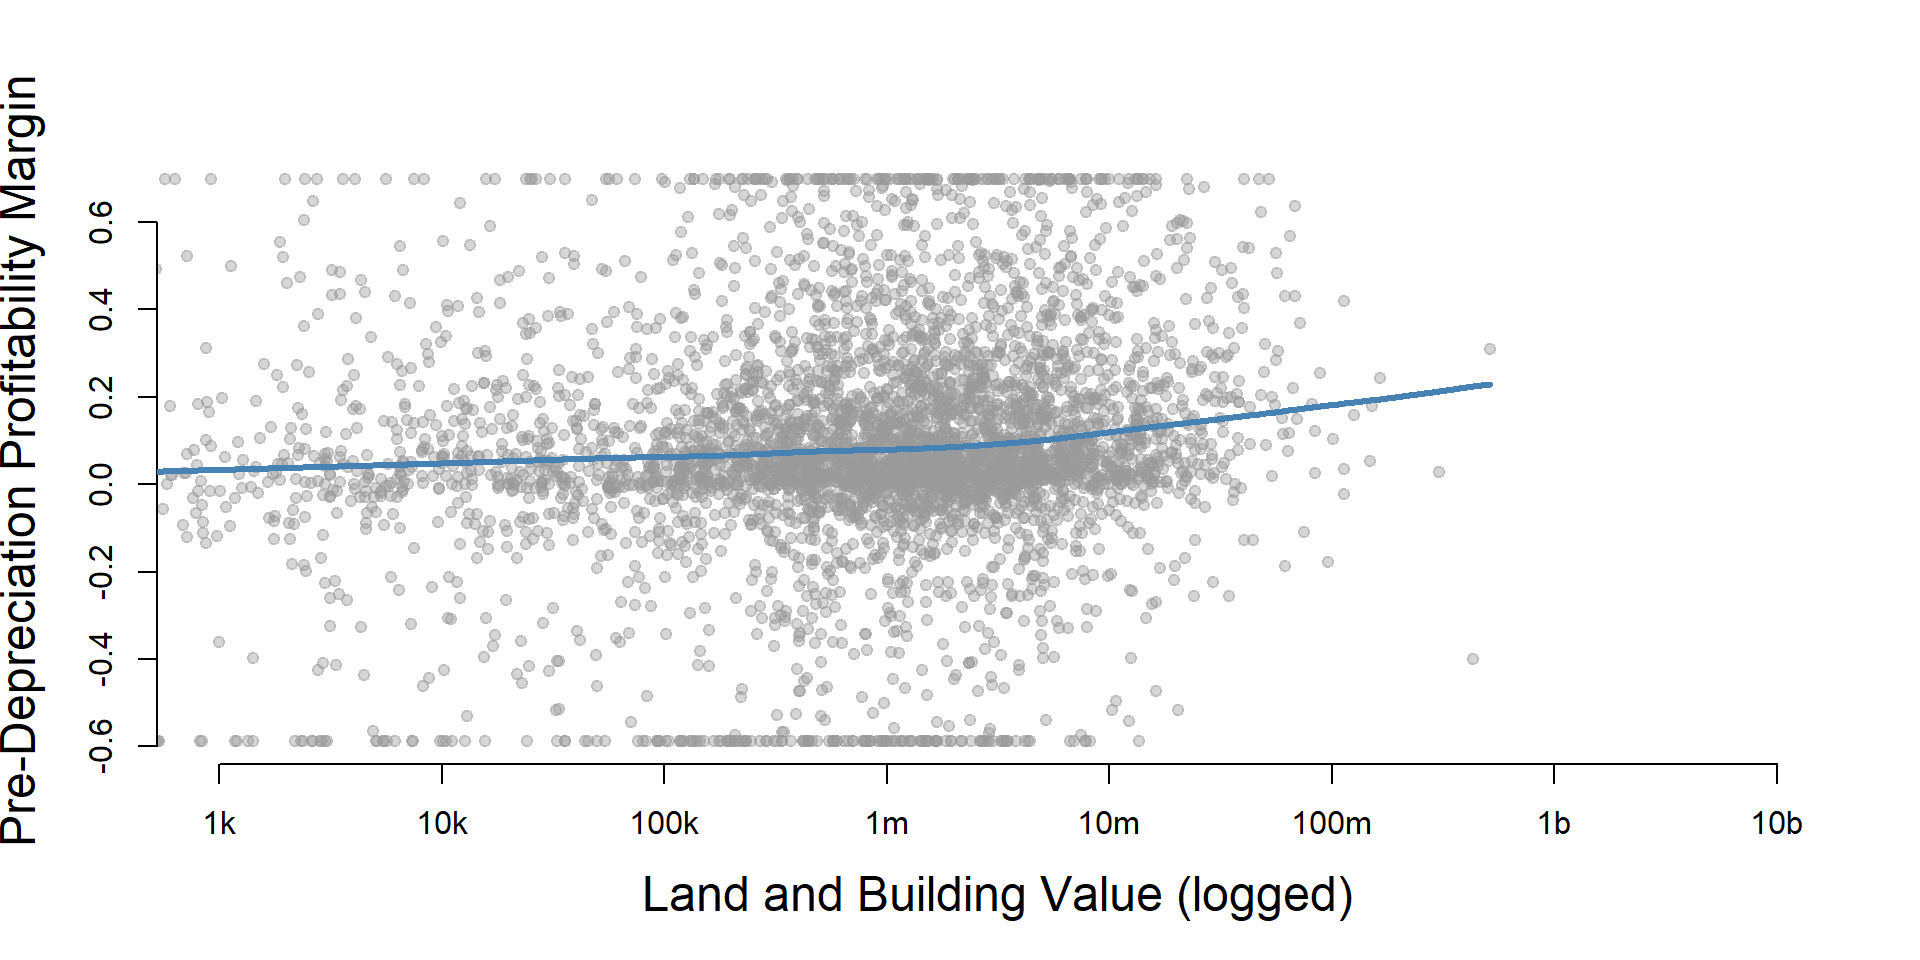 Pre-Depreciation Profitability Margin
0.6
0.4
0.2
0.0
-0.2
-0.4
-0.6
1k 10k 100k 1m 10m 100m 1b 10b
Land and Building Value (logged)